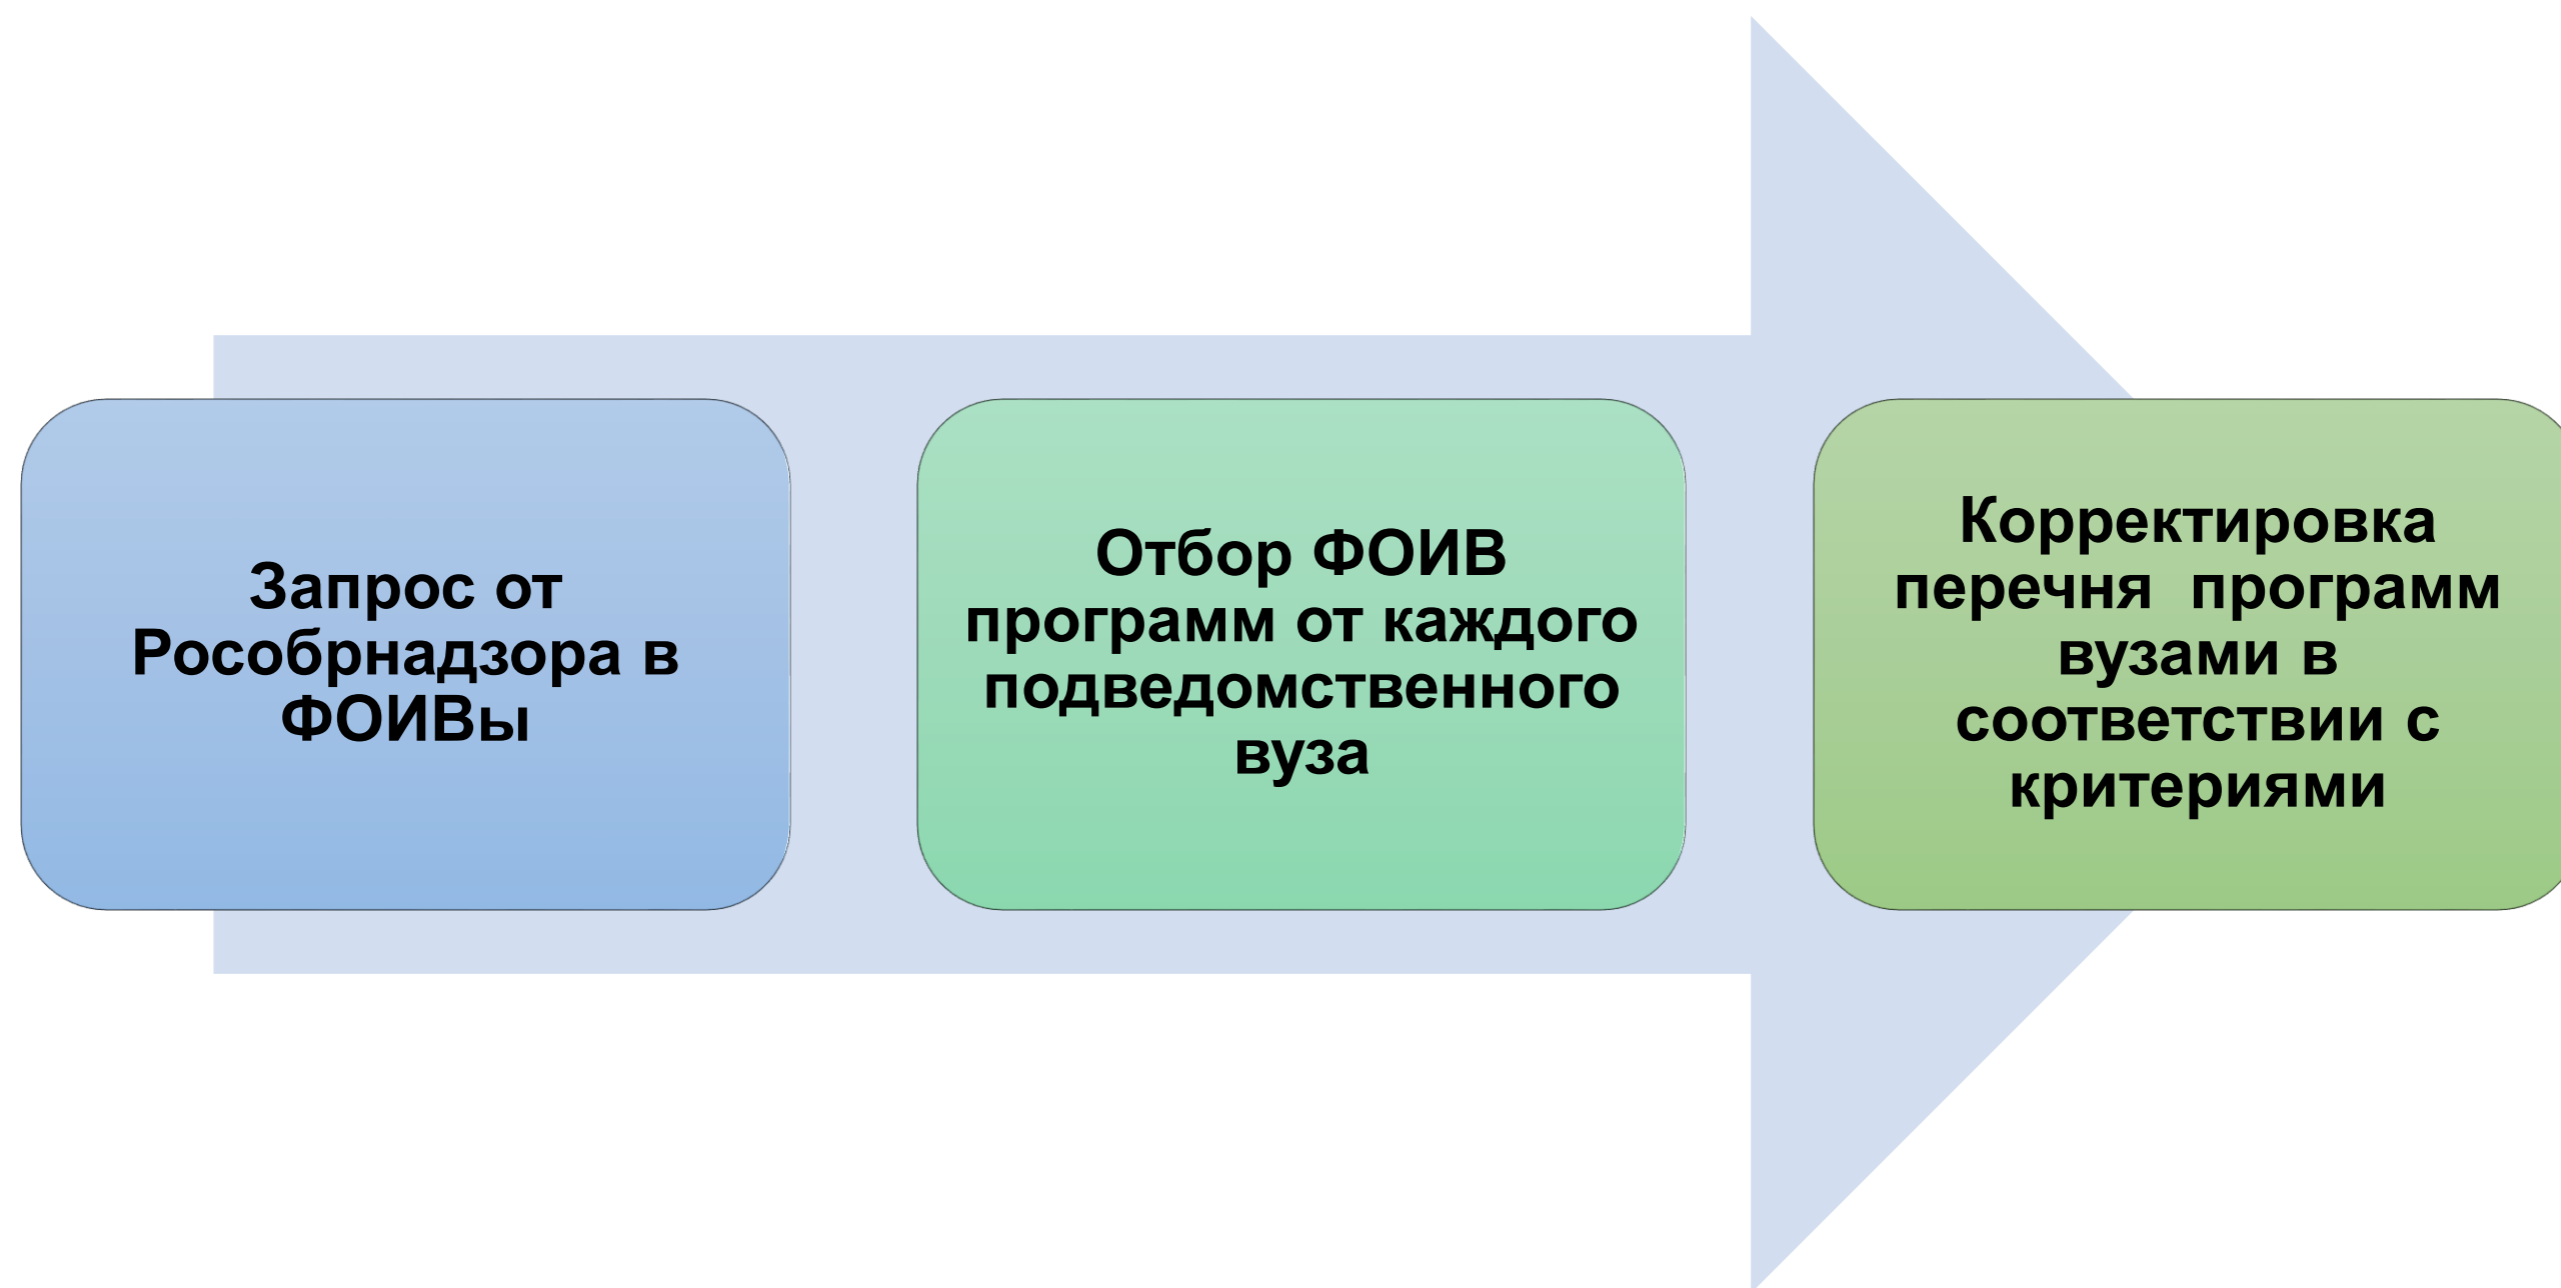 Запрос от
Рособрнадзора в
ФОИВы
Отбор ФОИВ
программ от каждого
подведомственного
вуза
Корректировка
перечня  программ
вузами в
соответствии с
критериями